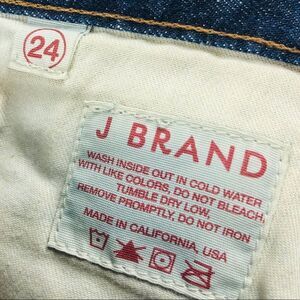 24
J BRAND
WASH INSIDE OUT IN COLD WATER
WITH LIKE COLORS, DO NOT BLEACH,
TUMBLE DRY LOW,
REMOVE PROMPTLY, DO NOT IRON
MADE IN CALIFORNIA, USA